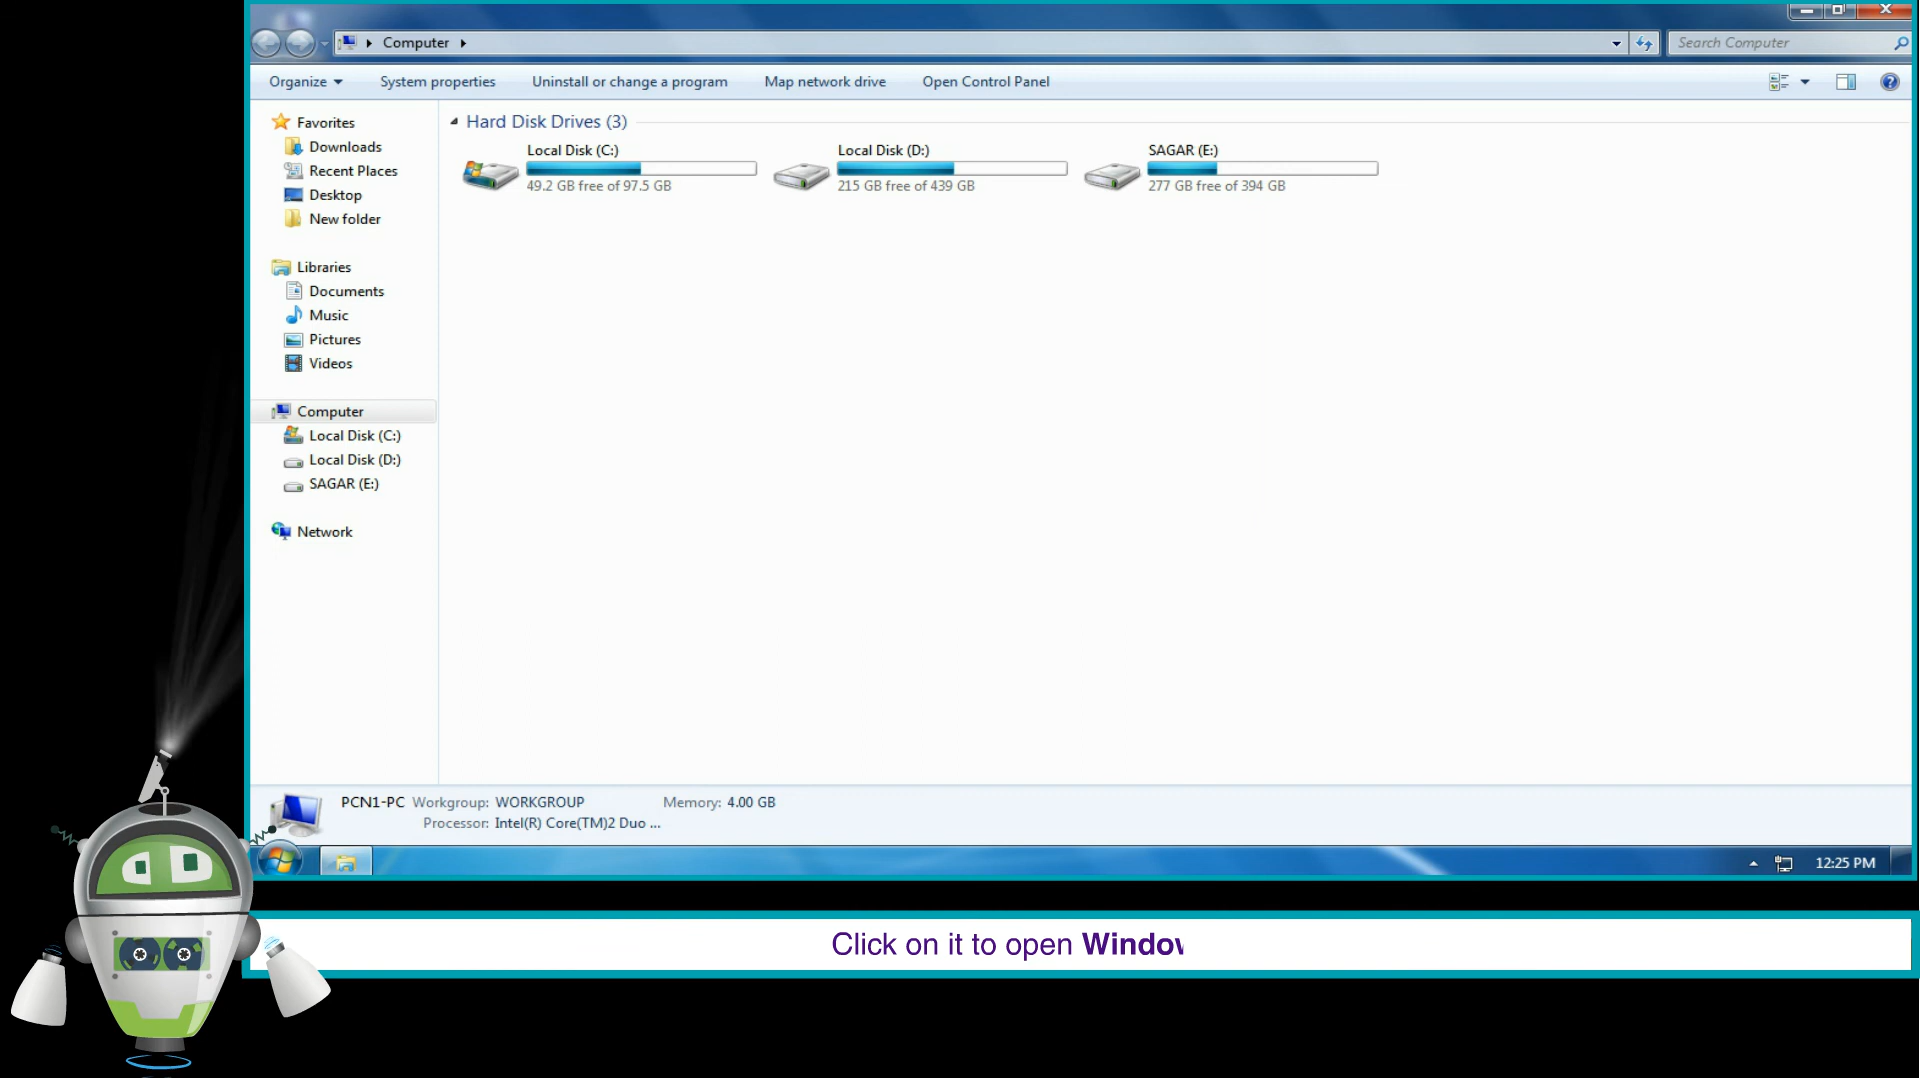 Computer
Search Computer
Organize
System properties
Uninstall or change a program
Map network drive
Open Control Panel
Favorites
Downloads
Recent Places
Desktop
New folder
Libraries
Documents
Music
Pictures
Videos
Computer
Local Disk (C:)
Local Disk (D:)
SAGAR (E:)
Network
Hard Disk Drives (3)
Local Disk (C:)
49.2 GB free of 97.5 GB
Local Disk (D:)
215 GB free of 439 GB
SAGAR (E:)
277 GB free of 394 GB
PCN1-PC Workgroup: WORKGROUP Memory: 4.00 GB
Processor: Intel(R) Core(TM)2 Duo ...
12:25 PM
Click on it to open Window